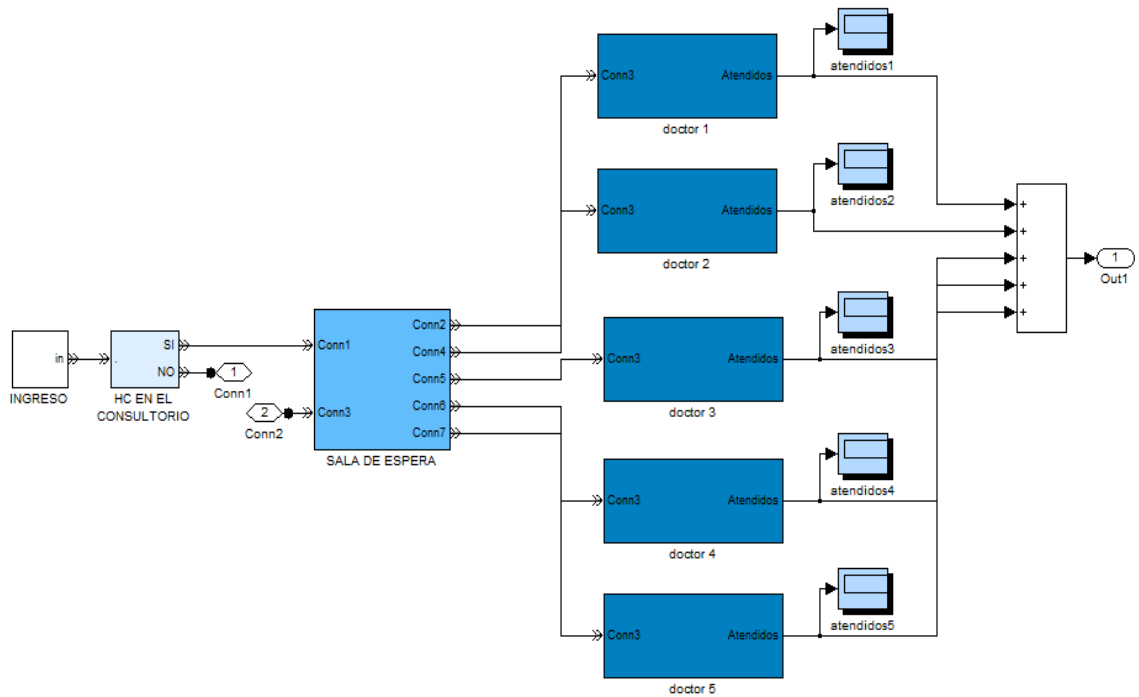 INGRESO
in
.
SI
NO
HC EN EL
CONSULTORIO
1
Conn1
2
Conn2
Conn1
Conn3
Conn2
Conn4
Conn5
Conn6
Conn7
SALA DE ESPERA
Conn3
Atendidos
doctor 1
atendidos1
Conn3
Atendidos
doctor 2
atendidos2
Conn3
Atendidos
doctor 3
atendidos3
Conn3
Atendidos
doctor 4
atendidos4
Conn3
Atendidos
doctor 5
atendidos5
+
+
+
+
+
1
Out1